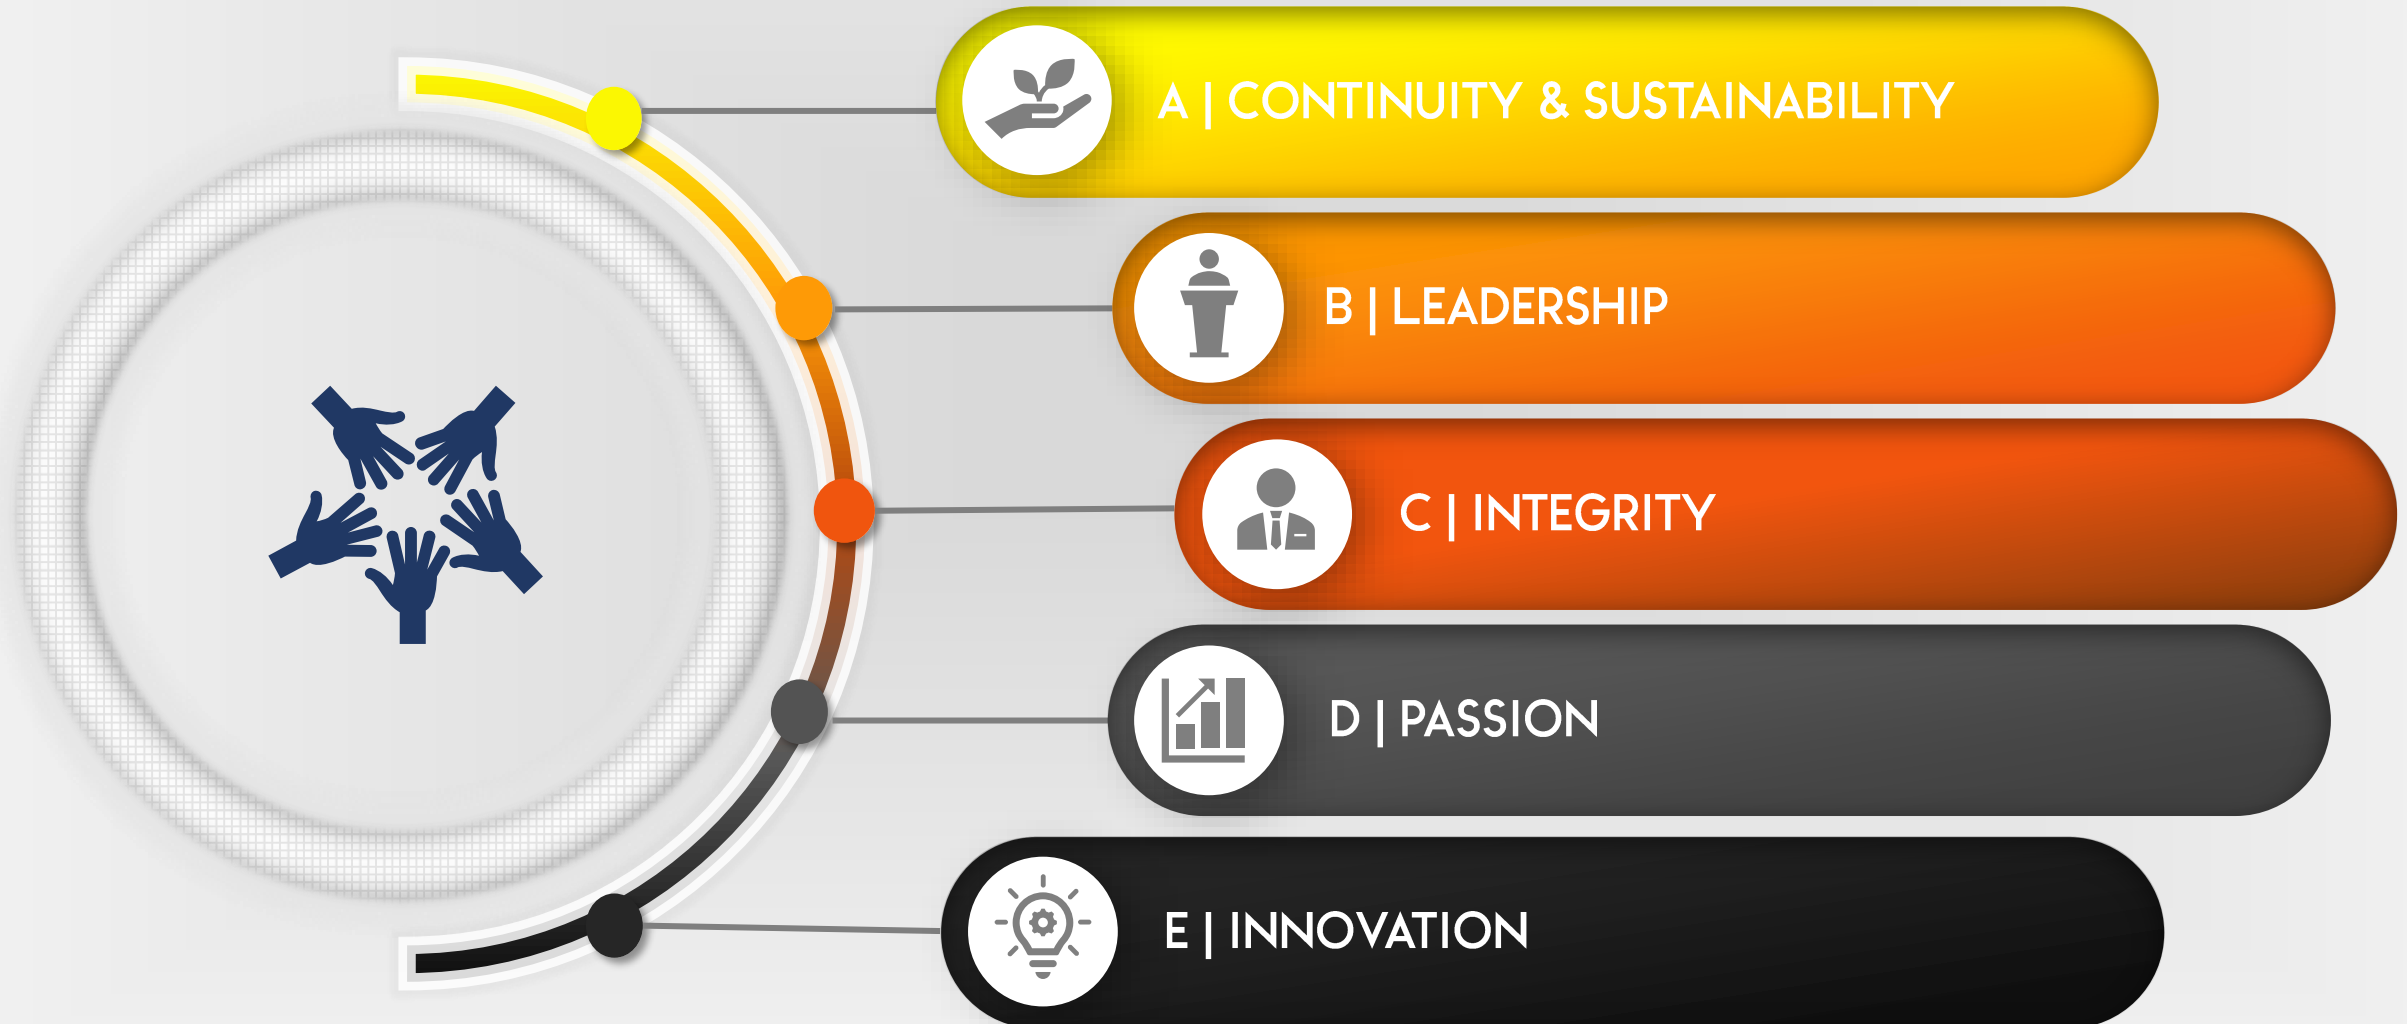 A | CONTINUITY & SUSTAINABILITY
B | LEADERSHIP
C | INTEGRITY
D | PASSION
E | INNOVATION